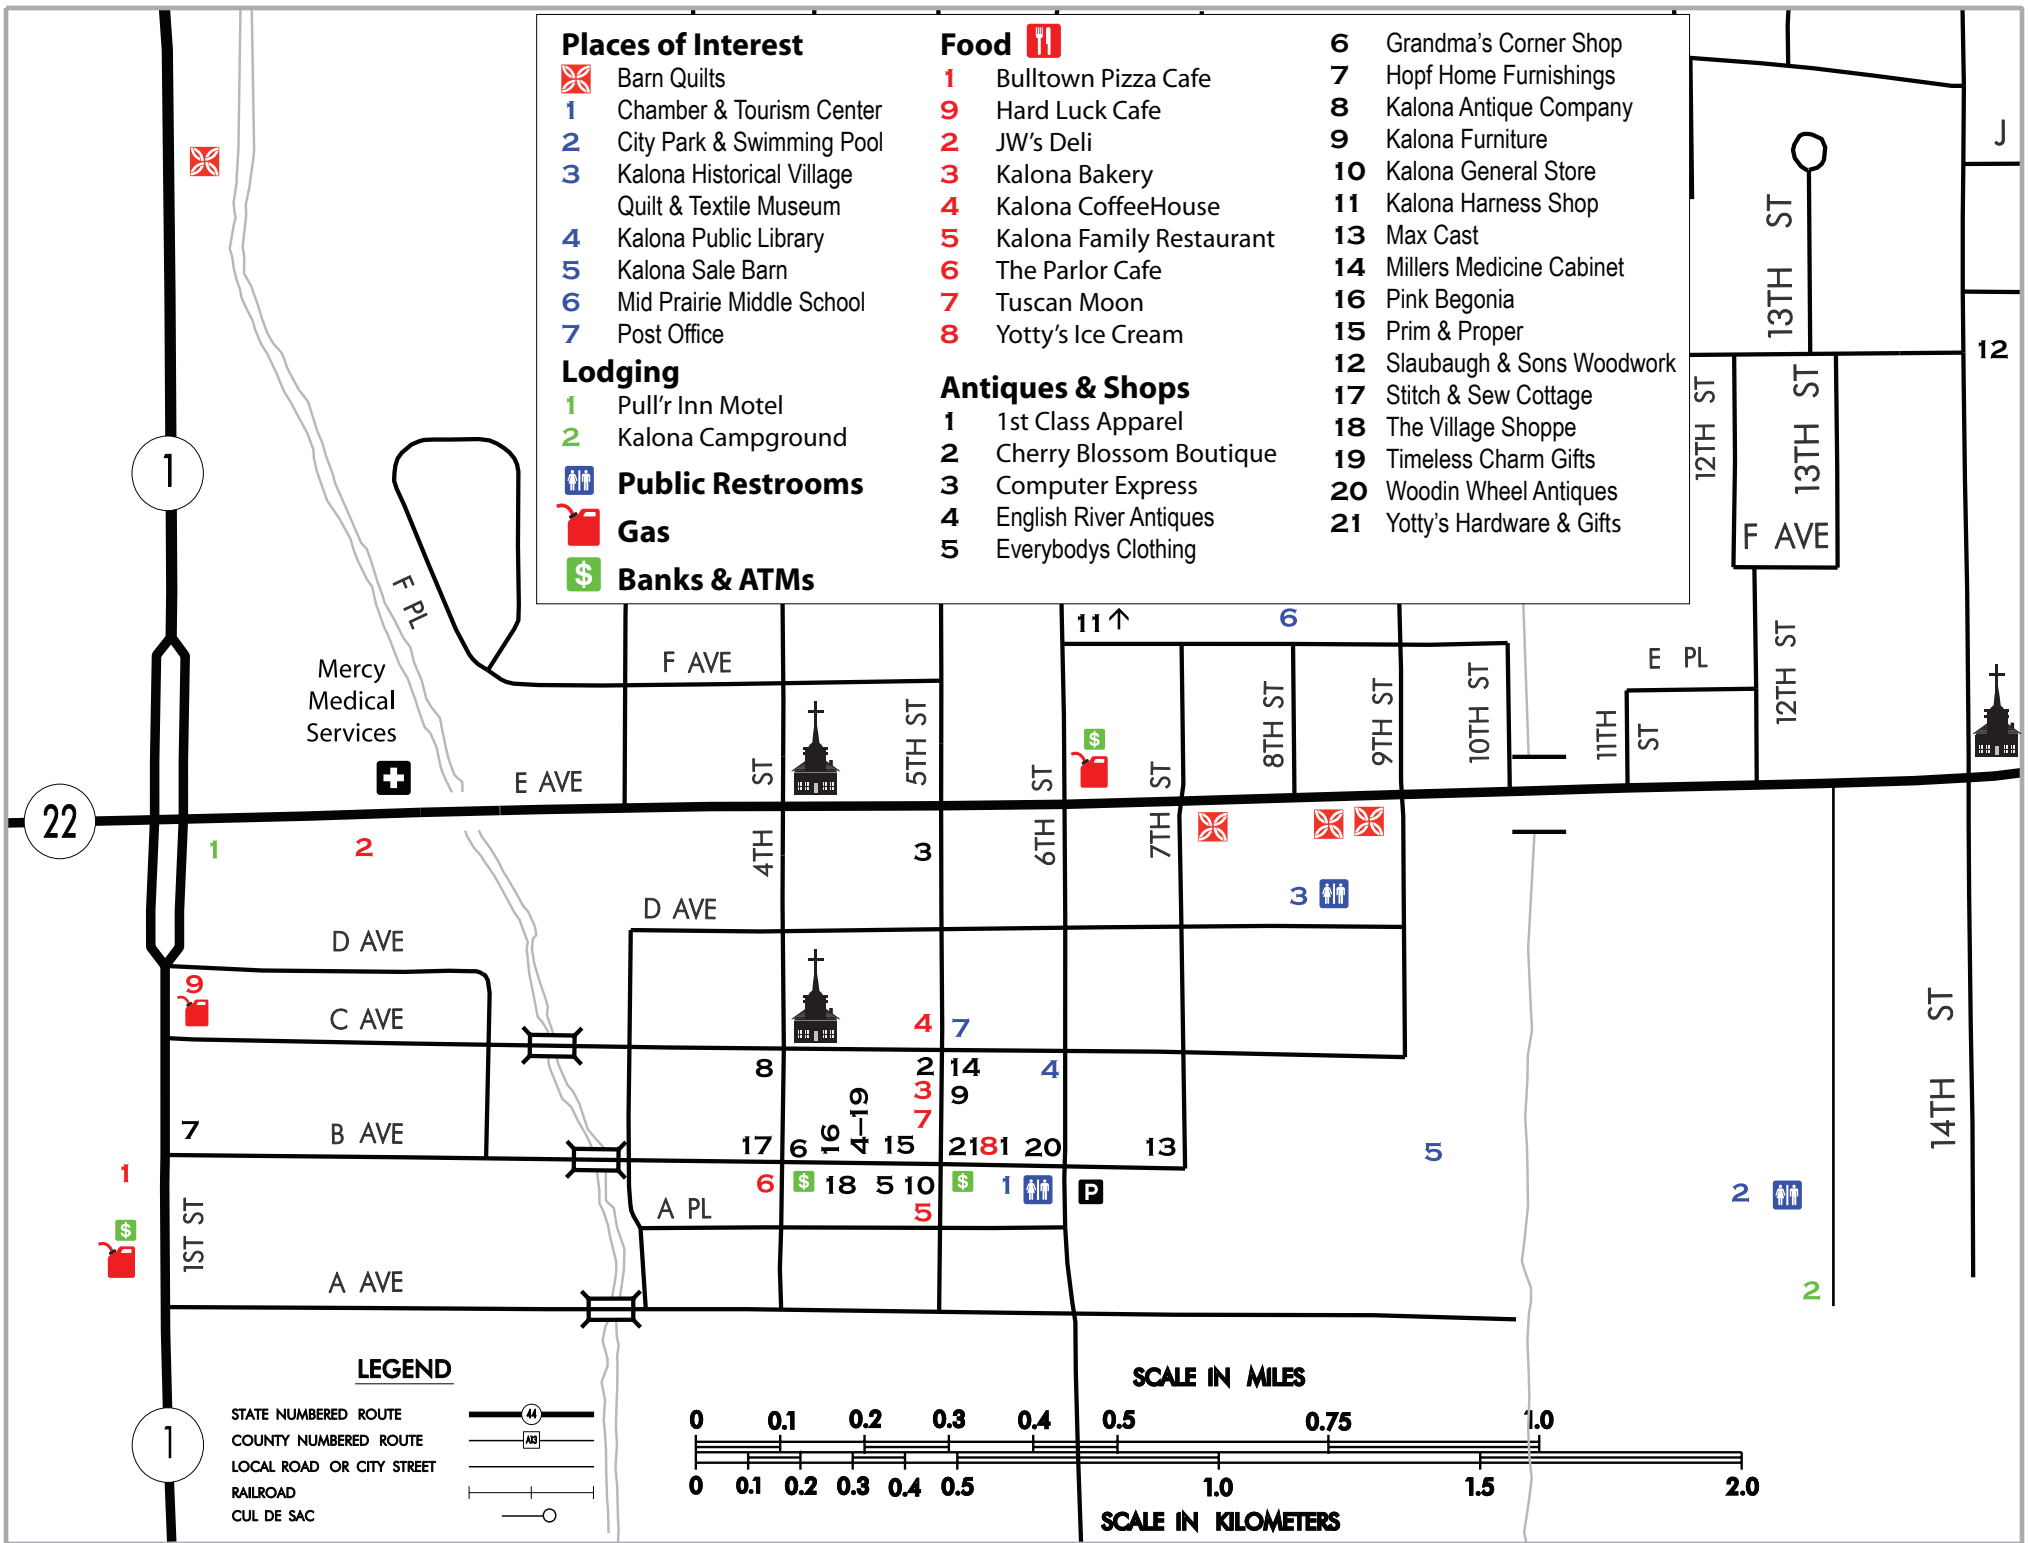 Places of Interest
Barn Quilts
1 Chamber & Tourism Center
2 City Park & Swimming Pool
3 Kalona Historical Village
Quilt & Textile Museum
4 Kalona Public Library
5 Kalona Sale Barn
6 Mid Prairie Middle School
7 Post Office
Lodging
1 Pull'r Inn Motel
2 Kalona Campground
Public Restrooms
Gas
$ Banks & ATMs
Food
1 Bulltown Pizza Cafe
9 Hard Luck Cafe
2 JW's Deli
3 Kalona Bakery
4 Kalona CoffeeHouse
5 Kalona Family Restaurant
6 The Parlor Cafe
7 Tuscan Moon
8 Yotty's Ice Cream
Antiques & Shops
1 1st Class Apparel
2 Cherry Blossom Boutique
3 Computer Express
4 English River Antiques
5 Everybodys Clothing
6 Grandma's Corner Shop
7 Hopf Home Furnishings
8 Kalona Antique Company
9 Kalona Furniture
10 Kalona General Store
11 Kalona Harness Shop
13 Max Cast
14 Millers Medicine Cabinet
16 Pink Begonia
15 Prim & Proper
12 Slaubaugh & Sons Woodwork
17 Stitch & Sew Cottage
18 The Village Shoppe
19 Timeless Charm Gifts
20 Woodin Wheel Antiques
21 Yotty's Hardware & Gifts
J
13TH ST
12
12TH ST
13TH ST
F AVE
1
F PL
11
6
F AVE
Mercy
Medical
Services
E PL
12TH ST
5TH ST
8TH ST
9TH ST
10TH ST
11TH ST
$
E AVE
4TH ST
6TH ST
7TH ST
22
1
2
3
3
D AVE
D AVE
9
C AVE
4 7
8 2 14 4
3 9
7
7 B AVE
17 6 16 4–19 15 21 8 1 20 13
5
1
6 $ 18 5 10 $ 1 P
2
5
A PL
$
1ST ST
14TH ST
A AVE
2
LEGEND
STATE NUMBERED ROUTE 44
COUNTY NUMBERED ROUTE A13
LOCAL ROAD OR CITY STREET
RAILROAD
CUL DE SAC
1
SCALE IN MILES
0 0.1 0.2 0.3 0.4 0.5 0.75 1.0
0 0.1 0.2 0.3 0.4 0.5 1.0 1.5 2.0
SCALE IN KILOMETERS